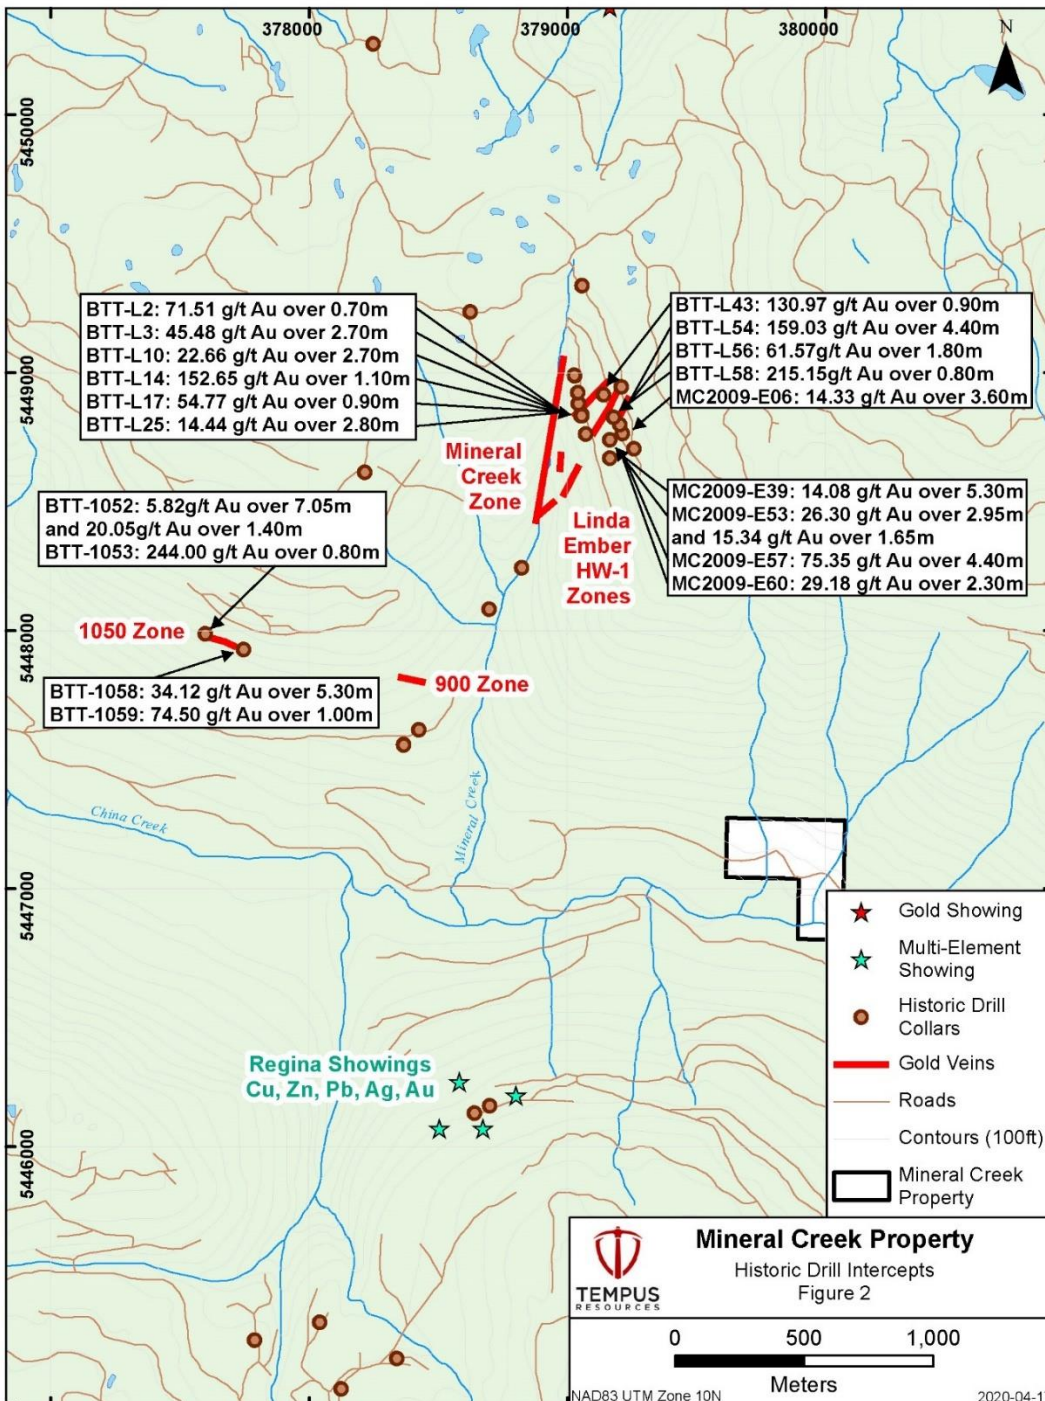 378000
379000
380000
N
5450000
BTT-L2: 71.51 g/t Au over 0.70m
BTT-L3: 45.48 g/t Au over 2.70m
BTT-L10: 22.66 g/t Au over 2.70m
BTT-L14: 152.65 g/t Au over 1.10m
BTT-L17: 54.77 g/t Au over 0.90m
BTT-L25: 14.44 g/t Au over 2.80m
BTT-L43: 130.97 g/t Au over 0.90m
BTT-L54: 159.03 g/t Au over 4.40m
BTT-L56: 61.57g/t Au over 1.80m
BTT-L58: 215.15g/t Au over 0.80m
MC2009-E06: 14.33 g/t Au over 3.60m
5449000
Mineral
Creek
Zone
MC2009-E39: 14.08 g/t Au over 5.30m
MC2009-E53: 26.30 g/t Au over 2.95m
and 15.34 g/t Au over 1.65m
MC2009-E57: 75.35 g/t Au over 4.40m
MC2009-E60: 29.18 g/t Au over 2.30m
BTT-1052: 5.82g/t Au over 7.05m
and 20.05g/t Au over 1.40m
BTT-1053: 244.00 g/t Au over 0.80m
Linda
Ember
HW-1
Zones
5448000
1050 Zone
BTT-1058: 34.12 g/t Au over 5.30m
BTT-1059: 74.50 g/t Au over 1.00m
900 Zone
China Creek
Mineral Creek
5447000
Regina Showings
Cu, Zn, Pb, Ag, Au
5446000
Gold Showing
Multi-Element
Showing
Historic Drill
Collars
Gold Veins
Roads
Contours (100ft)
Mineral Creek
Property
TEMPUS
RESOURCES
Mineral Creek Property
Historic Drill Intercepts
Figure 2
0 500 1,000
Meters
NAD83 UTM Zone 10N
2020-04-1